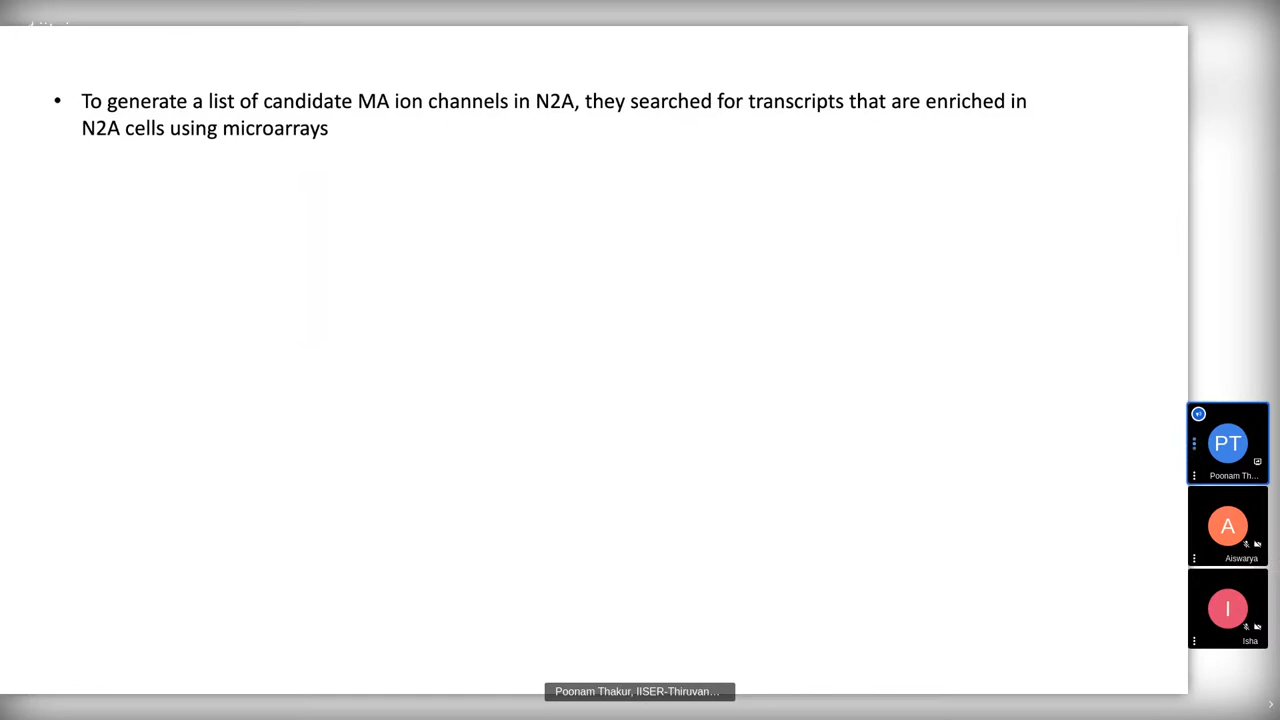 • To generate a list of candidate MA ion channels in N2A, they searched for transcripts that are enriched in
N2A cells using microarrays
PT
Poonam Th...
A
Aiswarya
I
Isha
Poonam Thakur, IISER-Thiruvan...